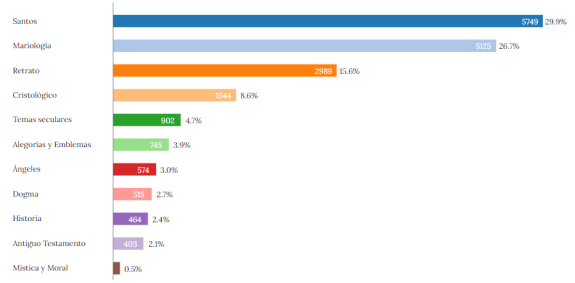 Santos 5749 29.9%
Mariología 5125 26.7%
Retrato 2989 15.6%
Cristológico 1644 8.6%
Temas seculares 902 4.7%
Alegorías y Emblemas 745 3.9%
Ángeles 574 3.0%
Dogma 515 2.7%
Historia 464 2.4%
Antiguo Testamento 403 2.1%
Mística y Moral 0.5%